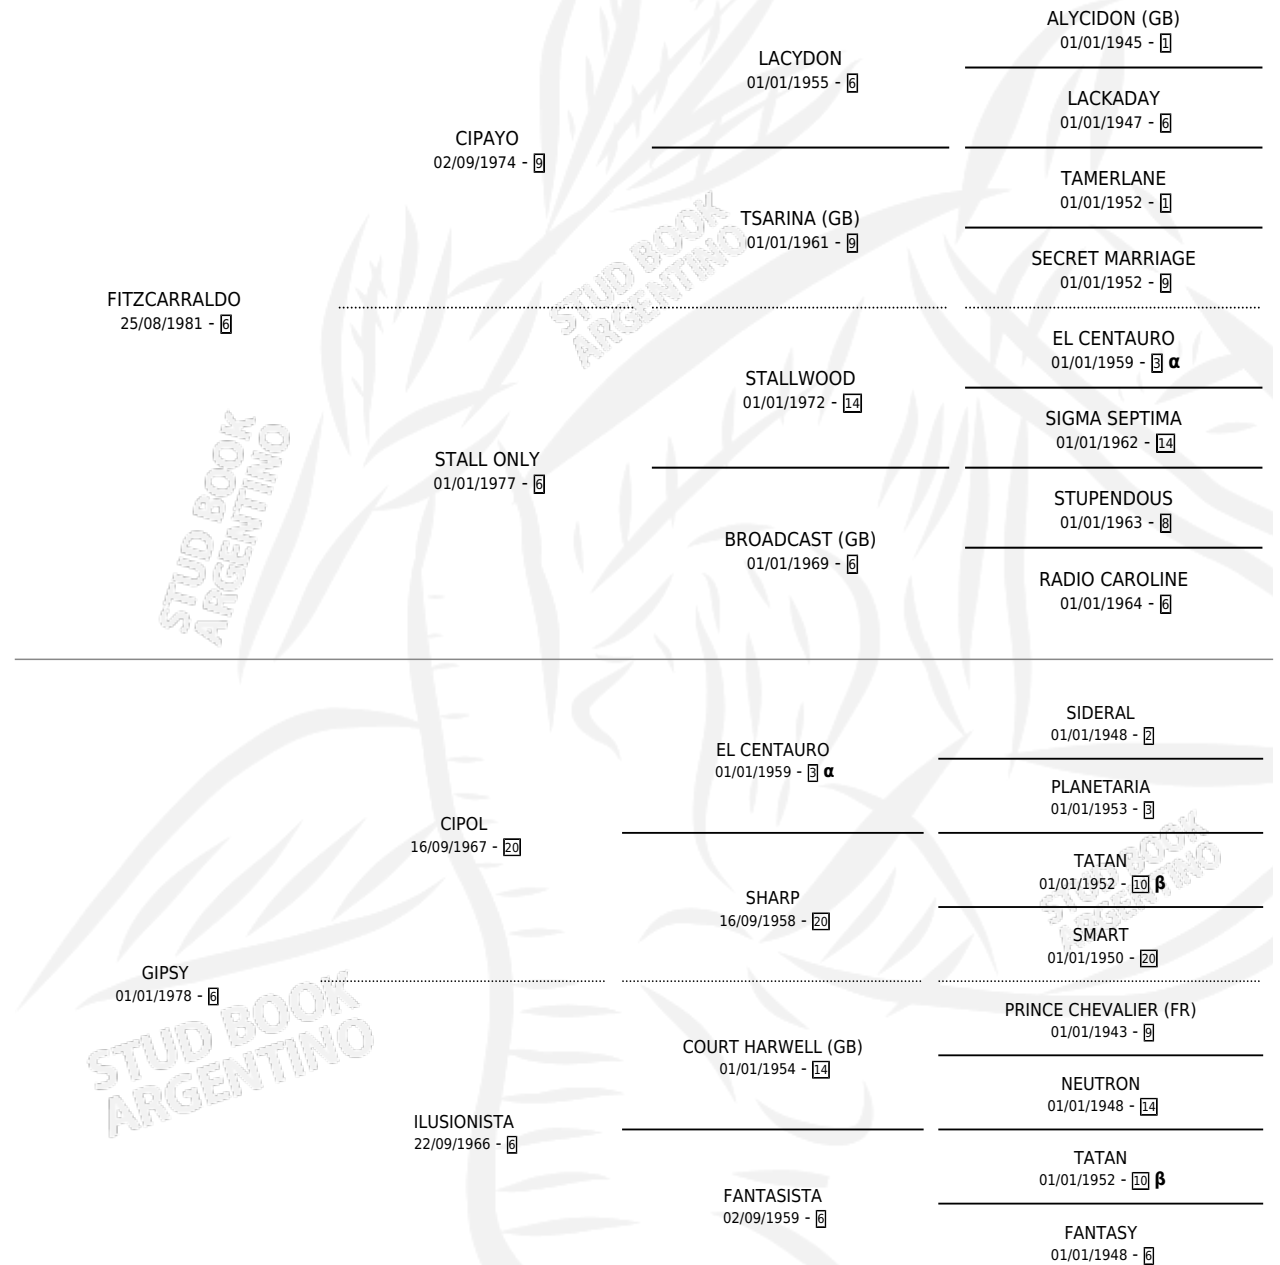 ALYCIDON (GB)
01/01/1945 - 1
LACYDON
01/01/1955 - 6
LACKADAY
01/01/1947 - 6
CIPAYO
02/09/1974 - 9
TAMERLANE
01/01/1952 - 1
TSARINA (GB)
01/01/1961 - 9
SECRET MARRIAGE
01/01/1952 - 9
FITZCARRALDO
25/08/1981 - 6
EL CENTAURO
01/01/1959 - 3 α
STALLWOOD
01/01/1972 - 14
SIGMA SEPTIMA
01/01/1962 - 14
STALL ONLY
01/01/1977 - 6
STUPENDOUS
01/01/1963 - 8
BROADCAST (GB)
01/01/1969 - 6
RADIO CAROLINE
01/01/1964 - 6
STUD BOOK
ARGENTINO
STUD BOOK
ARGENTINO
SIDERAL
01/01/1948 - 2
EL CENTAURO
01/01/1959 - 3 α
PLANETARIA
01/01/1953 - 3
CIPOL
16/09/1967 - 20
TATAN
01/01/1952 - 10 β
SHARP
16/09/1958 - 20
SMART
01/01/1950 - 20
GIPSY
01/01/1978 - 6
PRINCE CHEVALIER (FR)
01/01/1943 - 9
COURT HARWELL (GB)
01/01/1954 - 14
NEUTRON
01/01/1948 - 14
ILUSIONISTA
22/09/1966 - 6
TATAN
01/01/1952 - 10 β
FANTASISTA
02/09/1959 - 6
FANTASY
01/01/1948 - 6
STUD BOOK
ARGENTINO
STUD BOOK
ARGENTINO